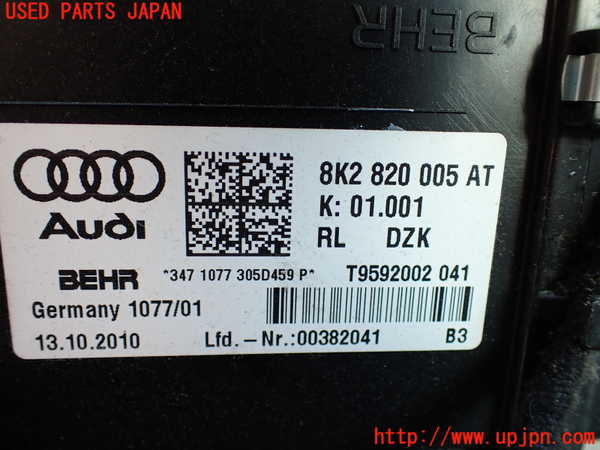 USED PARTS JAPAN
BEHR
8K2 820 005 AT
K: 01.001
RL DZK
Audi
BEHR
*347 1077 305D459 P*
T9592002 041
Germany 1077/01
13.10.2010
Lfd.-Nr.:00382041
B3
http://www.upjpn.com/